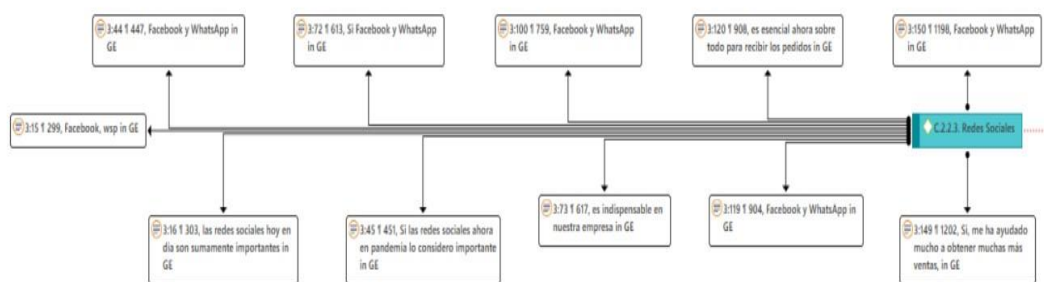 3:44 ¶ 447, Facebook y WhatsApp in
GE
3:72 ¶ 613, Si Facebook y WhatsApp
in GE
3:100 ¶ 759, Facebook y WhatsApp
in GE
3:120 ¶ 908, es esencial ahora sobre
todo para recibir los pedidos in GE
3:150 ¶ 1198, Facebook y WhatsApp
in GE
3:15 ¶ 299, Facebook, wsp in GE
C.2.2.3. Redes Sociales
3:16 ¶ 303, las redes sociales hoy en
dia son sumamente importantes in
GE
3:45 ¶ 451, Si las redes sociales ahora
en pandemia lo considero importante
in GE
3:73 ¶ 617, es indispensable en
nuestra empresa in GE
3:119 ¶ 904, Facebook y WhatsApp in
GE
3:149 ¶ 1202, Si, me ha ayudado
mucho a obtener muchas más
ventas, in GE